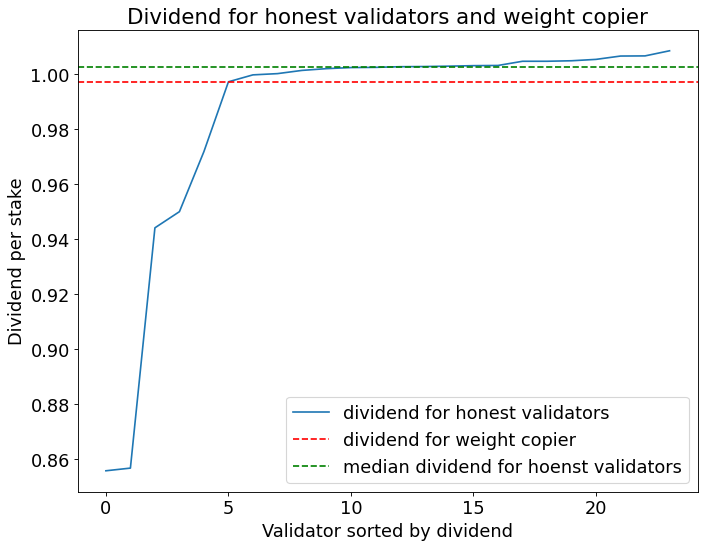 Dividend for honest validators and weight copier
Dividend per stake
1.00
0.98
0.96
0.94
0.92
0.90
0.88
0.86
dividend for honest validators
dividend for weight copier
median dividend for hoenst validators
0 5 10 15 20
Validator sorted by dividend